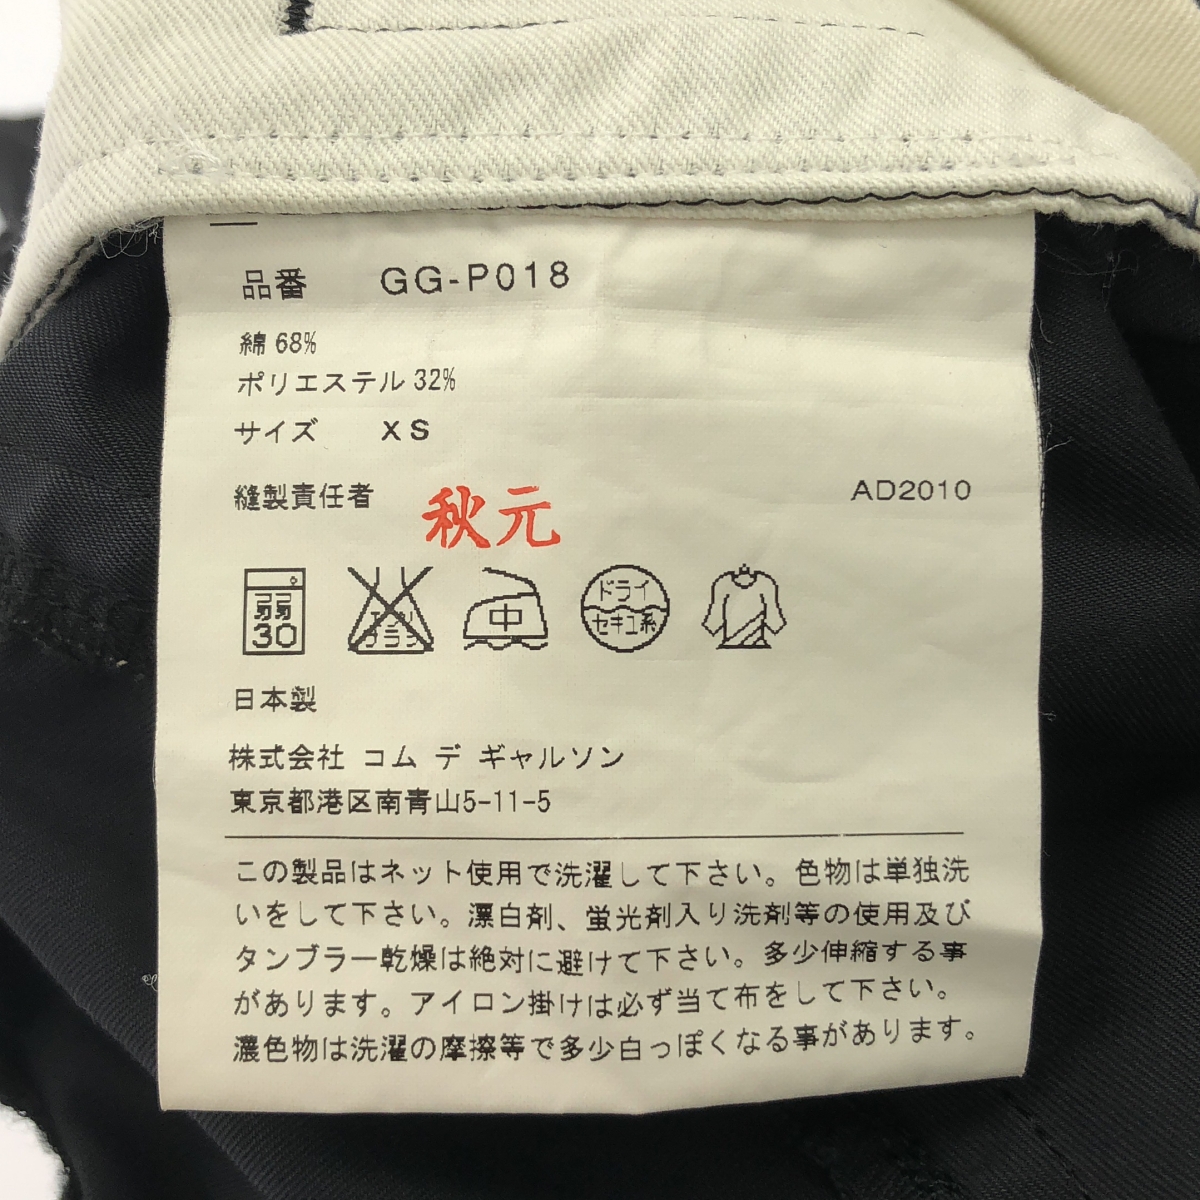 品番 GG-P018
綿 68%
ポリエステル 32%
サイズ XS
縫製責任者 秋元 AD2010
弱
30
エンソ
サラシ
中
ドライ
セキユ系
日本製
株式会社 コム デ ギャルソン
東京都港区南青山5-11-5
この製品はネット使用で洗濯して下さい。色物は単独洗
いをして下さい。漂白剤、蛍光剤入り洗剤等の使用及び
タンブラー乾燥は絶対に避けて下さい。多少伸縮する事
があります。アイロン掛けは必ず当て布をして下さい。
濃色物は洗濯の摩擦等で多少白っぽくなる事があります。